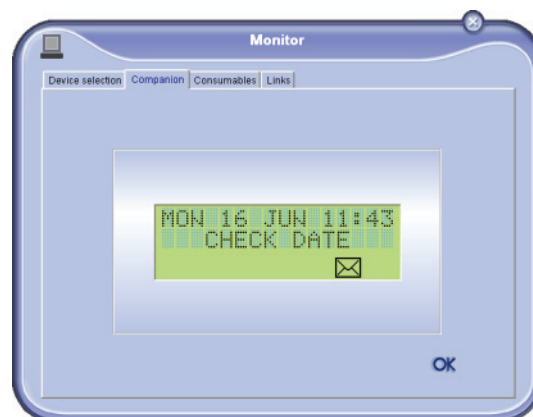 Monitor
Device selection Companion Consumables Links
MON 16 JUN 11:43
CHECK DATE
OK